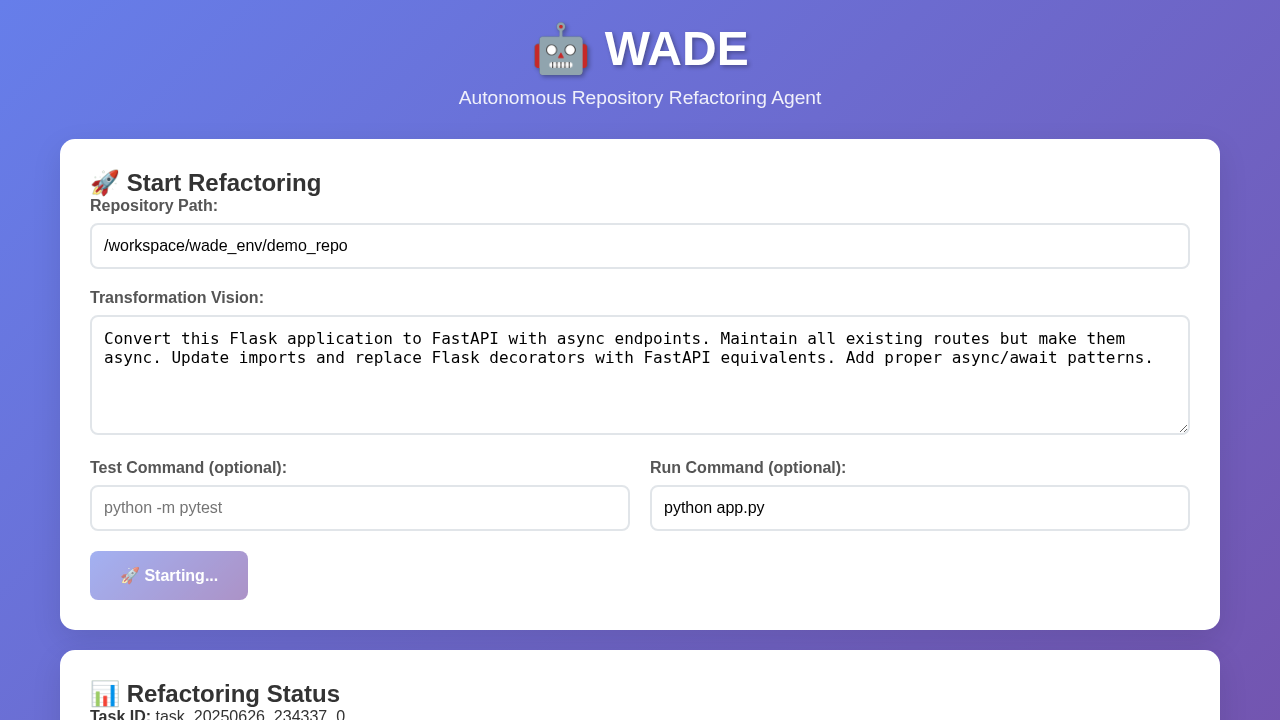 🤖 WADE
Autonomous Repository Refactoring Agent
🚀 Start Refactoring
Repository Path:
/workspace/wade_env/demo_repo
Transformation Vision:
Convert this Flask application to FastAPI with async endpoints. Maintain all existing routes but make them
async. Update imports and replace Flask decorators with FastAPI equivalents. Add proper async/await patterns.
Test Command (optional):
Run Command (optional):
python -m pytest
python app.py
🚀 Starting...
📊 Refactoring Status
Task ID: task_20250626_234337_0